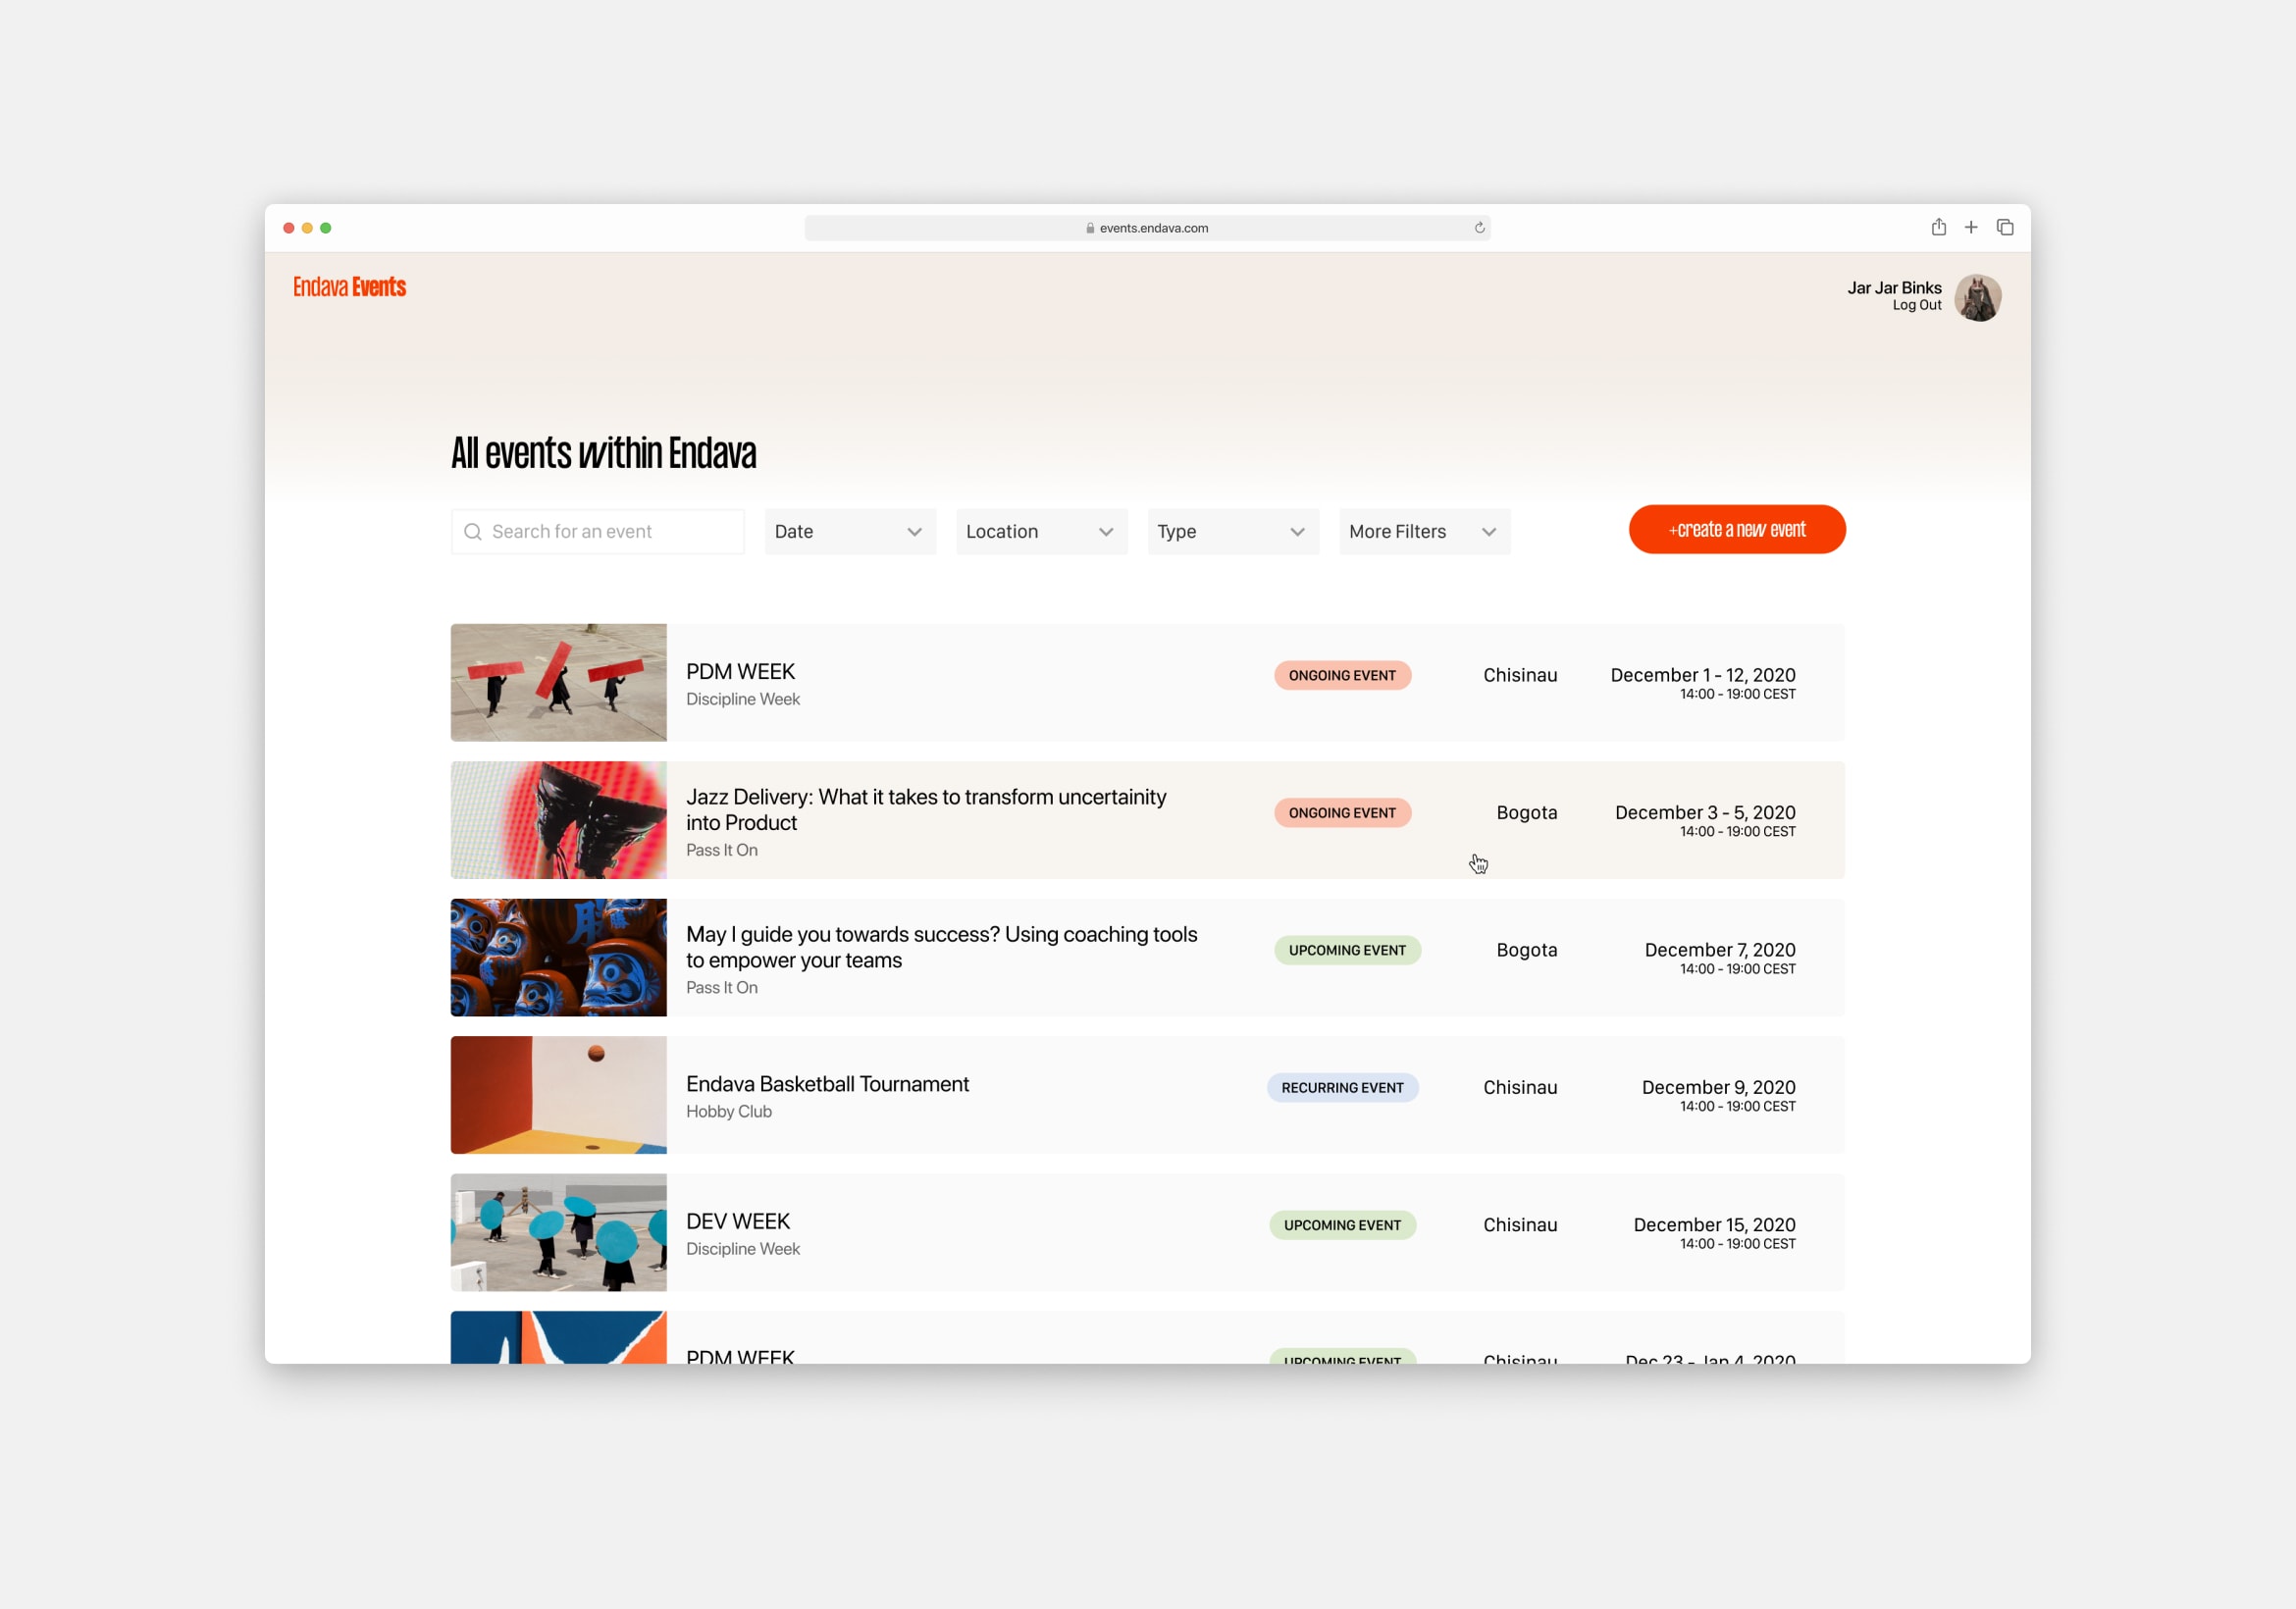 events.endava.com
Endava Events
Jar Jar Binks
Log Out
All events within Endava
Search for an event
Date
Location
Type
More Filters
+create a new event
PDM WEEK
Discipline Week
ONGOING EVENT
Chisinau
December 1 - 12, 2020
14:00 - 19:00 CEST
Jazz Delivery: What it takes to transform uncertainity
into Product
Pass It On
ONGOING EVENT
Bogota
December 3 - 5, 2020
14:00 - 19:00 CEST
May I guide you towards success? Using coaching tools
to empower your teams
Pass It On
UPCOMING EVENT
Bogota
December 7, 2020
14:00 - 19:00 CEST
Endava Basketball Tournament
Hobby Club
RECURRING EVENT
Chisinau
December 9, 2020
14:00 - 19:00 CEST
DEV WEEK
Discipline Week
UPCOMING EVENT
Chisinau
December 15, 2020
14:00 - 19:00 CEST
PDM WEEK
UPCOMING EVENT
Chisinau
Dec 23 - Jan 4, 2020